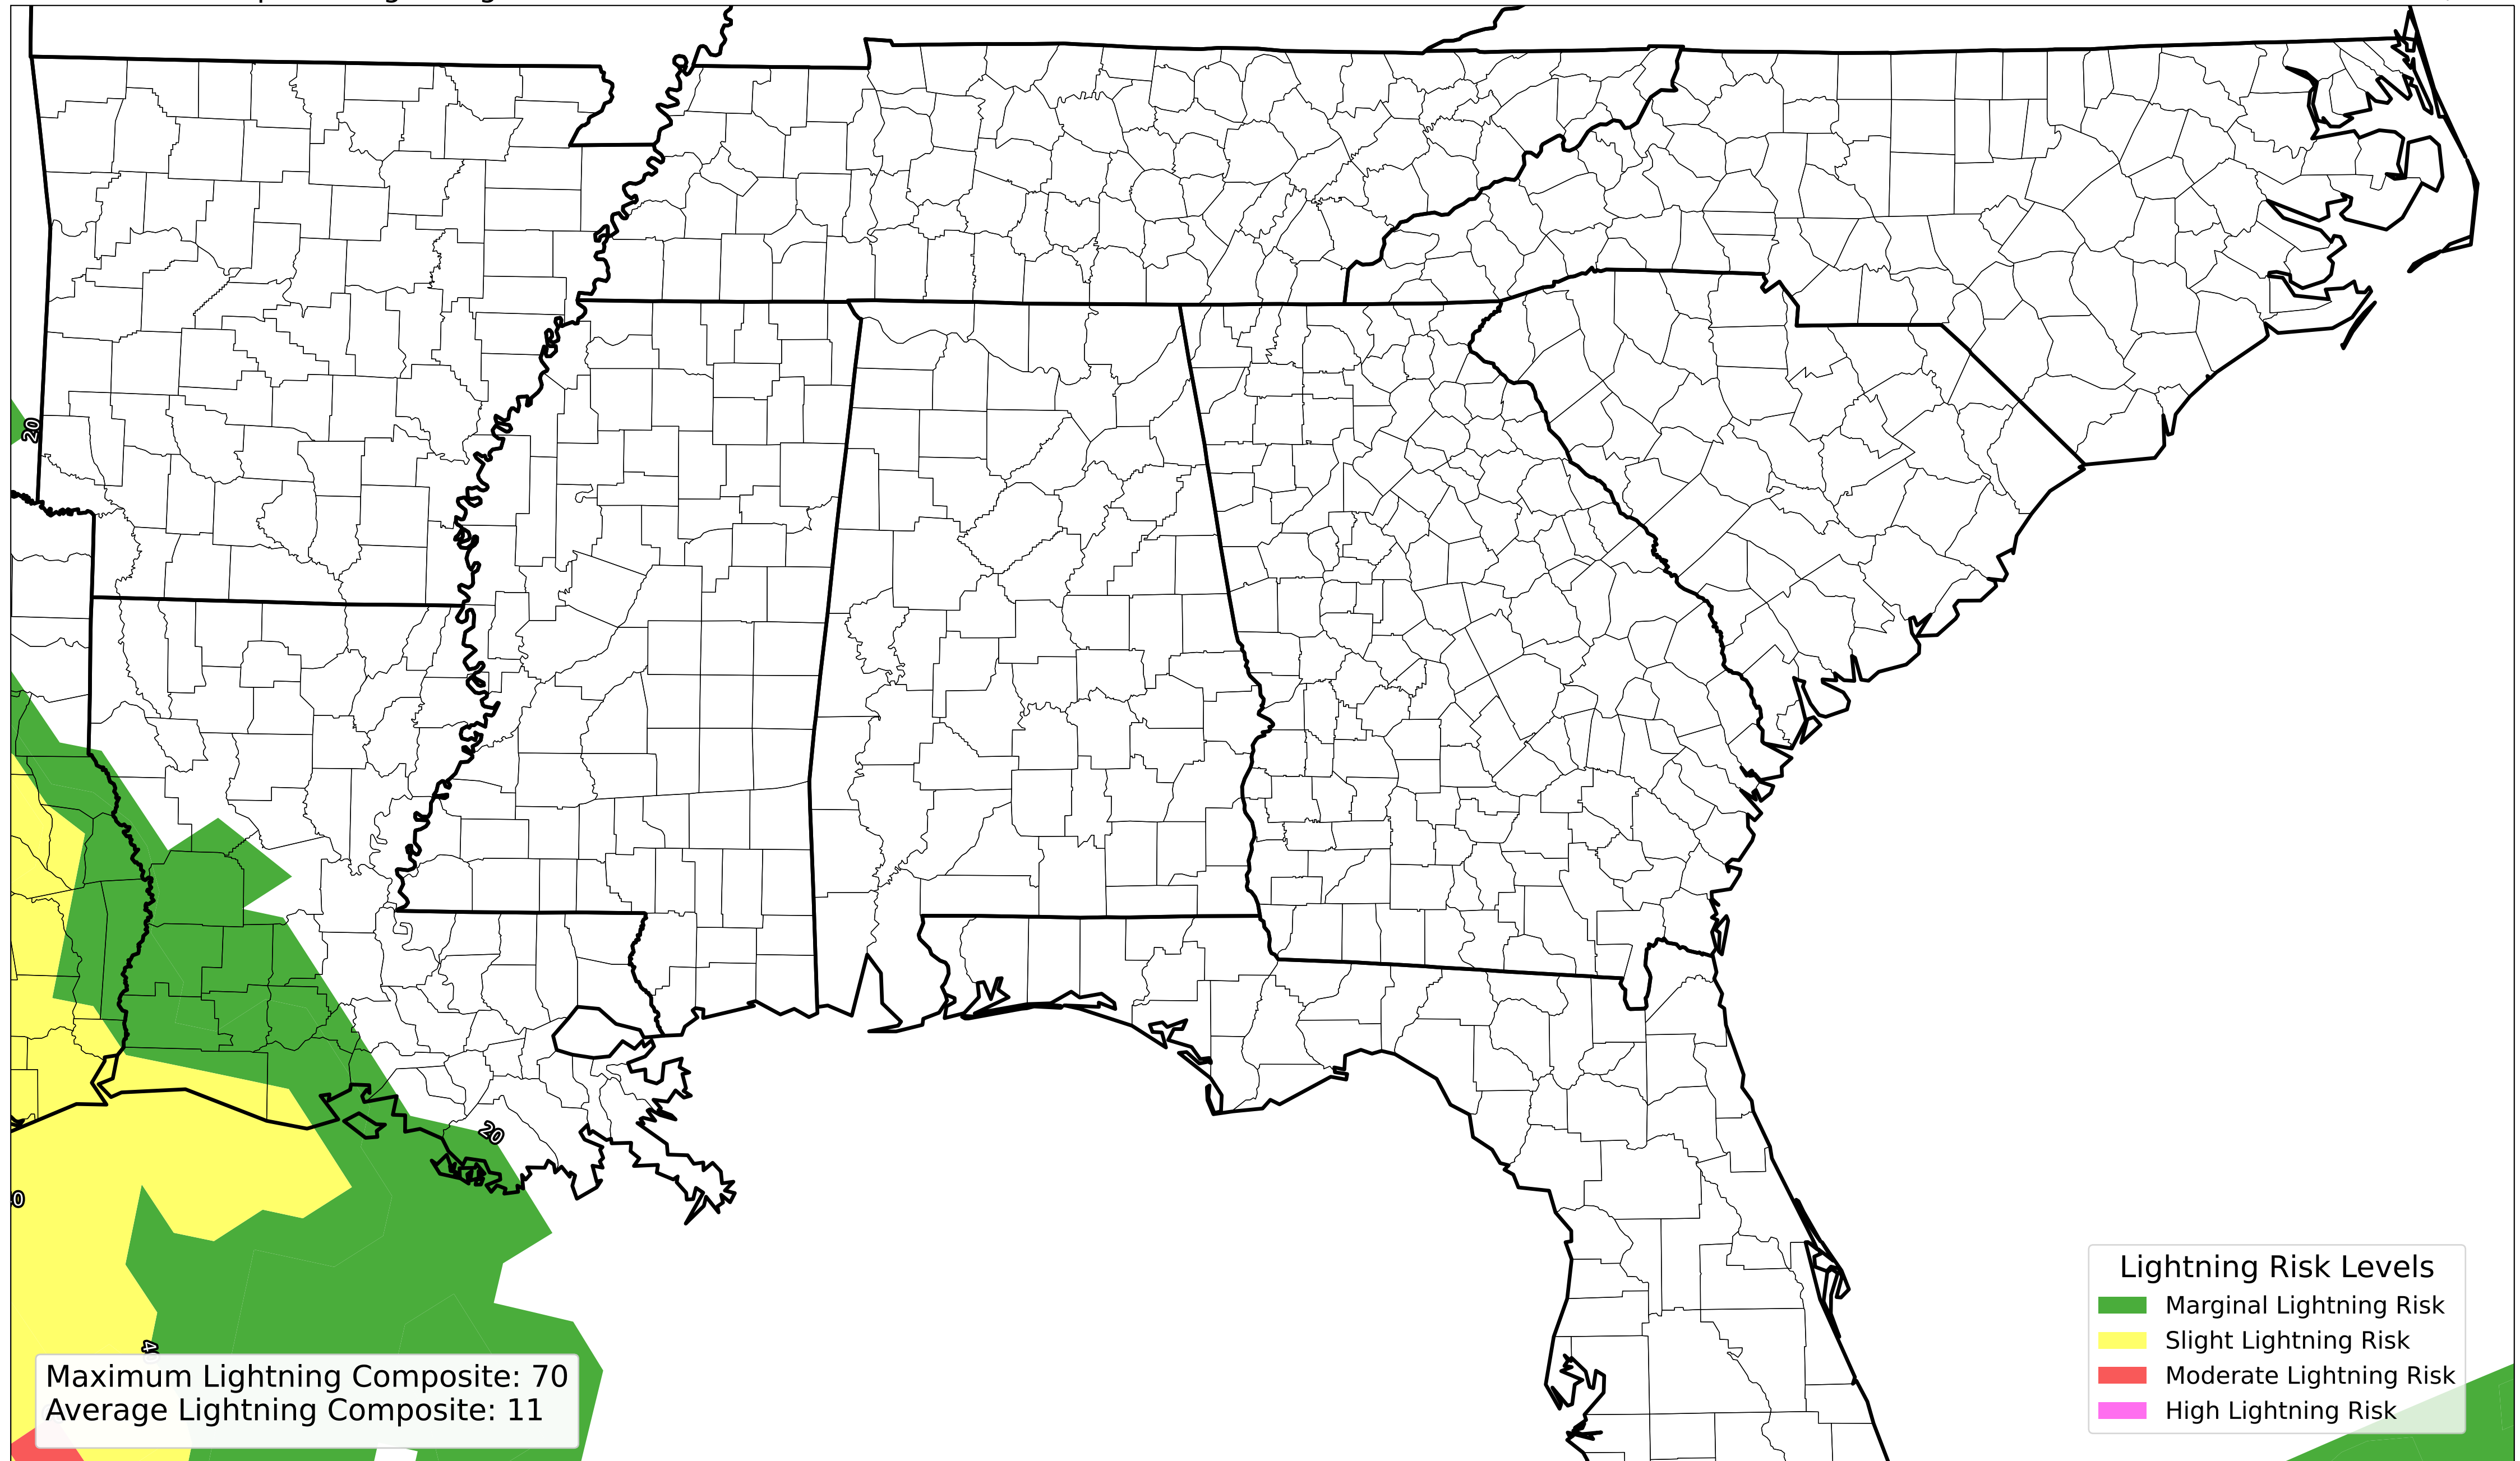 20
20
Lightning Risk Levels
Marginal Lightning Risk
Slight Lightning Risk
Moderate Lightning Risk
High Lightning Risk
Maximum Lightning Composite: 70
Average Lightning Composite: 11